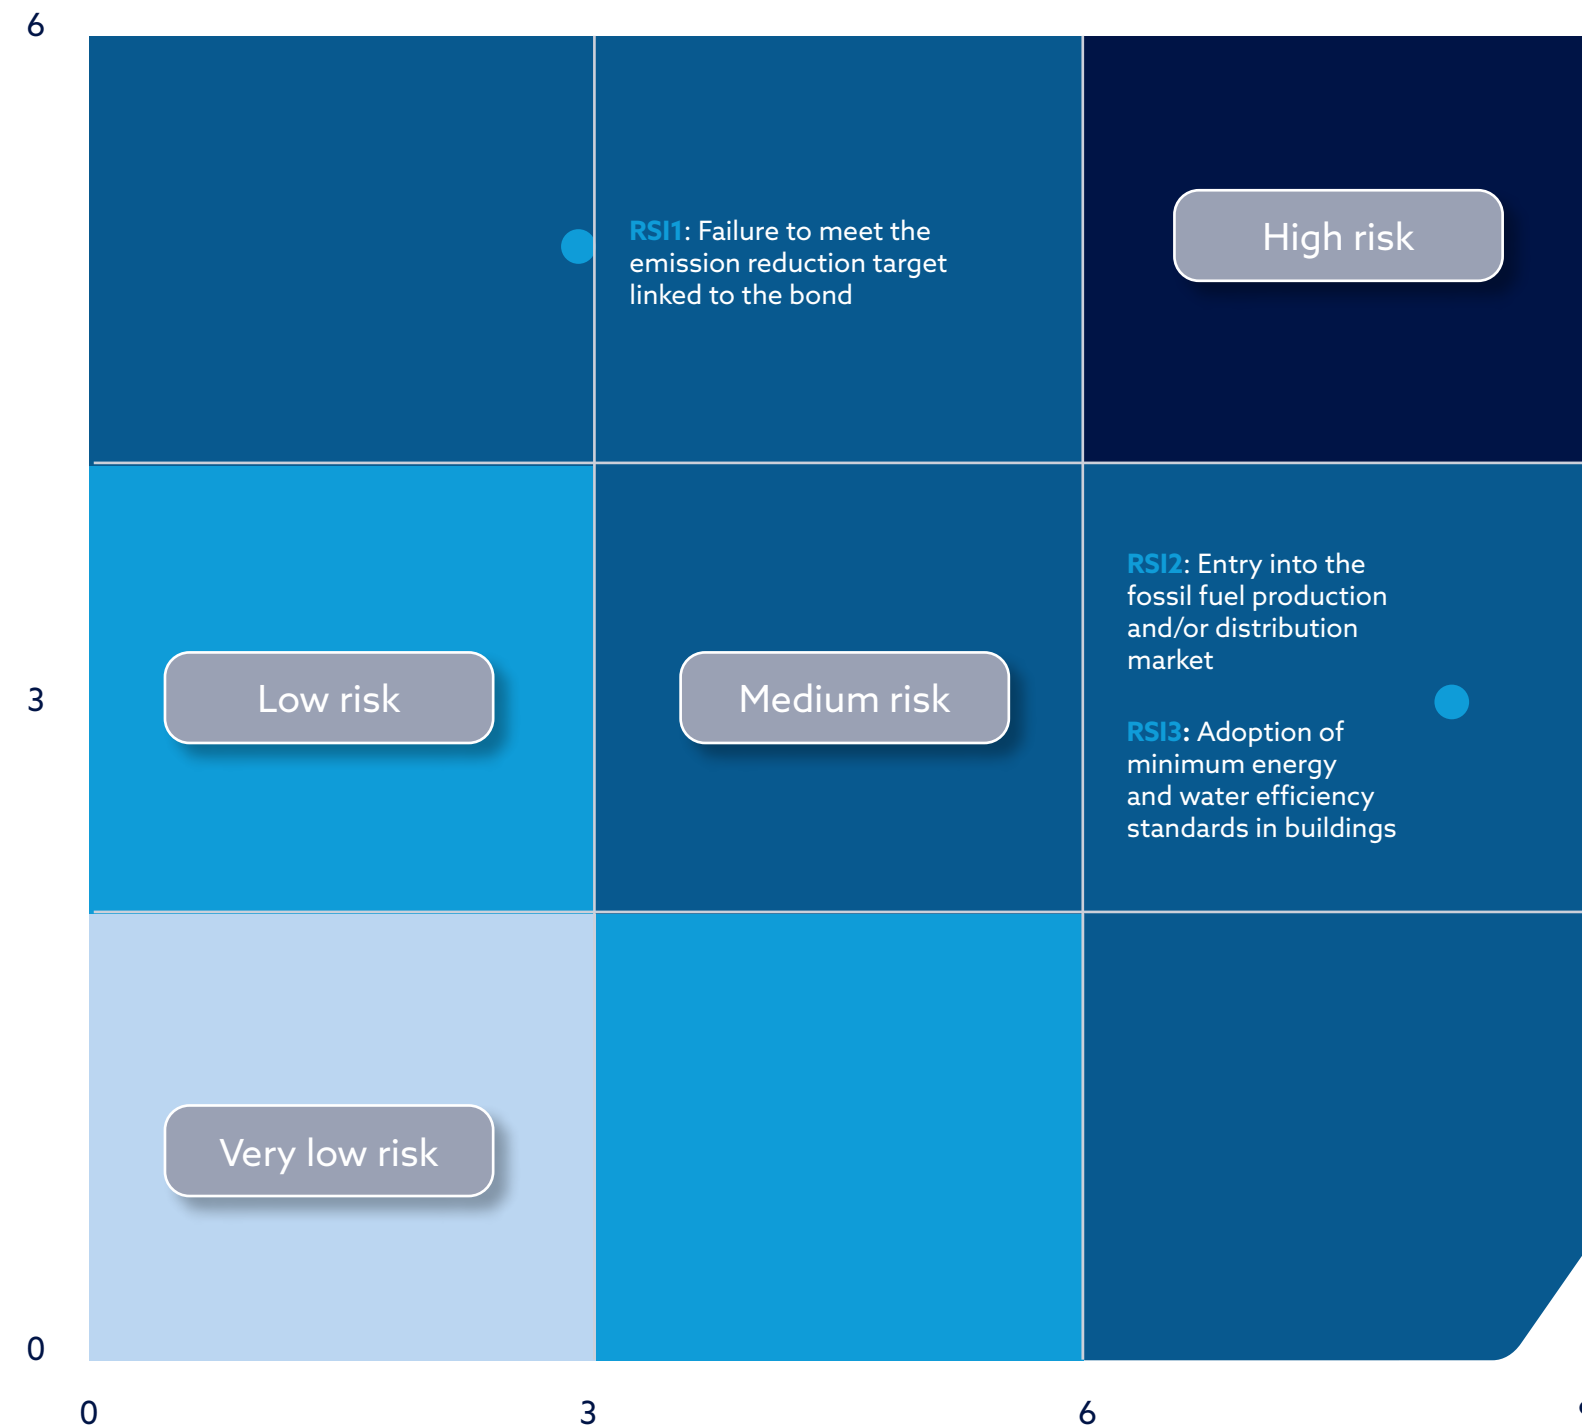 6
RSI1: Failure to meet the
emission reduction target
linked to the bond
High risk
RSI2: Entry into the
fossil fuel production
and/or distribution
market
3
Low risk
Medium risk
RSI3: Adoption of
minimum energy
and water efficiency
standards in buildings
Very low risk
0
0 3 6